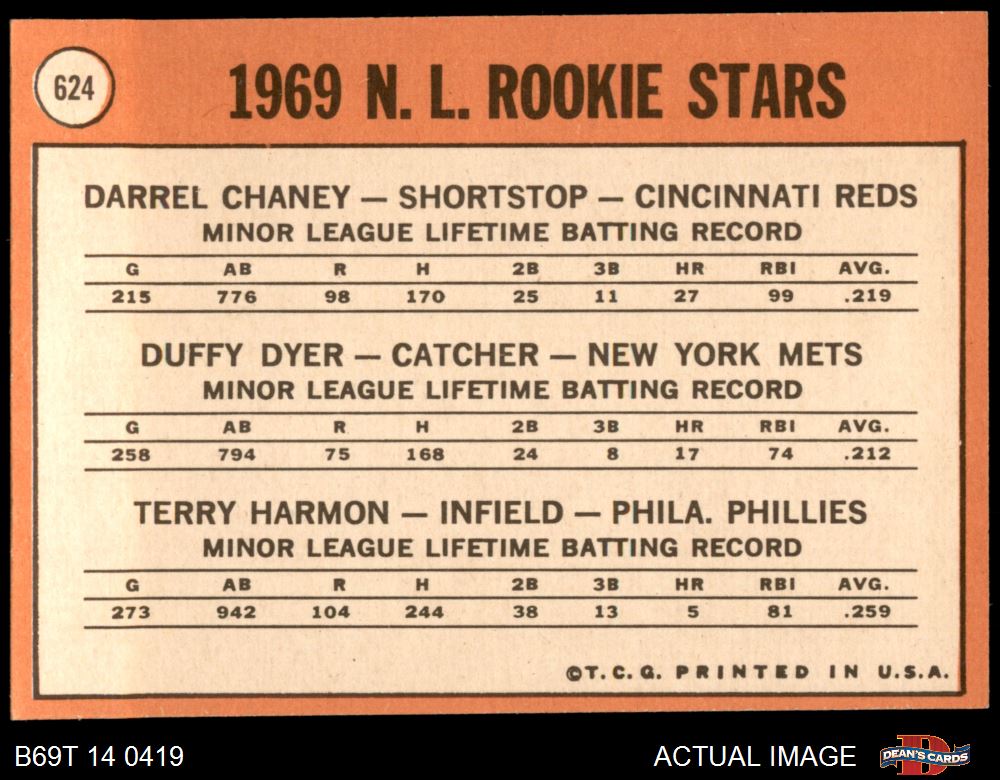 624
1969 N. L. ROOKIE STARS
DARREL CHANEY — SHORTSTOP — CINCINNATI REDS
MINOR LEAGUE LIFETIME BATTING RECORD
G AB R H 2B 3B HR RBI AVG.
215 776 98 170 25 11 27 99 .219
DUFFY DYER — CATCHER — NEW YORK METS
MINOR LEAGUE LIFETIME BATTING RECORD
G AB R H 2B 3B HR RBI AVG.
258 794 75 168 24 8 17 74 .212
TERRY HARMON — INFIELD — PHILA. PHILLIES
MINOR LEAGUE LIFETIME BATTING RECORD
G AB R H 2B 3B HR RBI AVG.
273 942 104 244 38 13 5 81 .259
©T.C.G. PRINTED IN U.S.A.
B69T 14 0419
ACTUAL IMAGE
D
DEAN'S CARDS